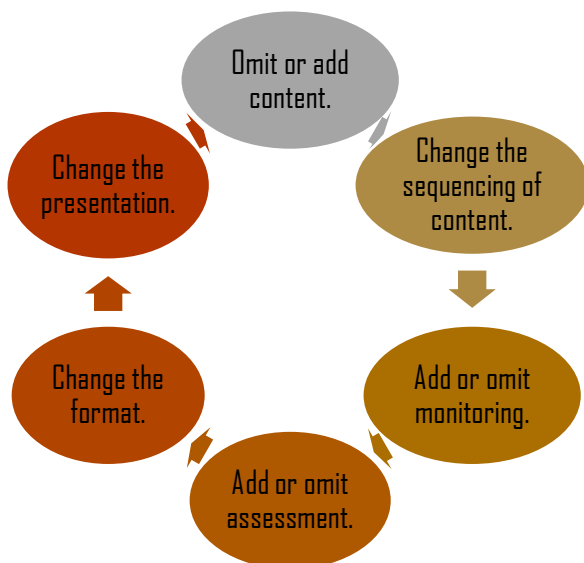 Omit or add
content.
Change the
sequencing of
content.
Add or omit
monitoring.
Add or omit
assessment.
Change the
format.
Change the
presentation.